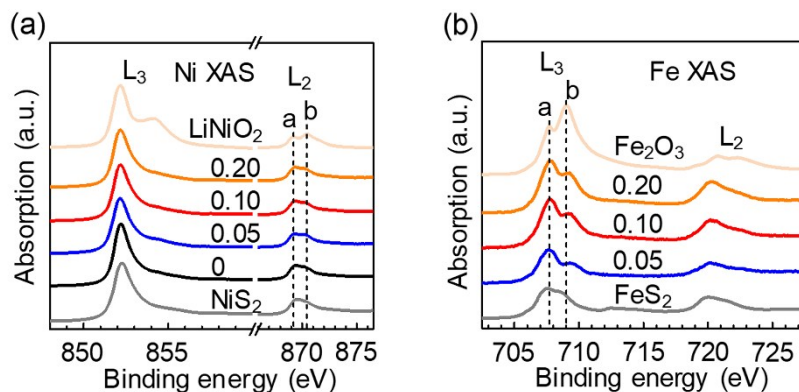 (a)
L₃ Ni XAS L₂
a b
LiNiO₂
0.20
0.10
0.05
0
NiS₂
Absorption (a.u.)
850 855 870 875
Binding energy (eV)
(b)
L₃ Fe XAS
a b
L₂
Fe₂O₃
0.20
0.10
0.05
FeS₂
Absorption (a.u.)
705 710 715 720 725
Binding energy (eV)